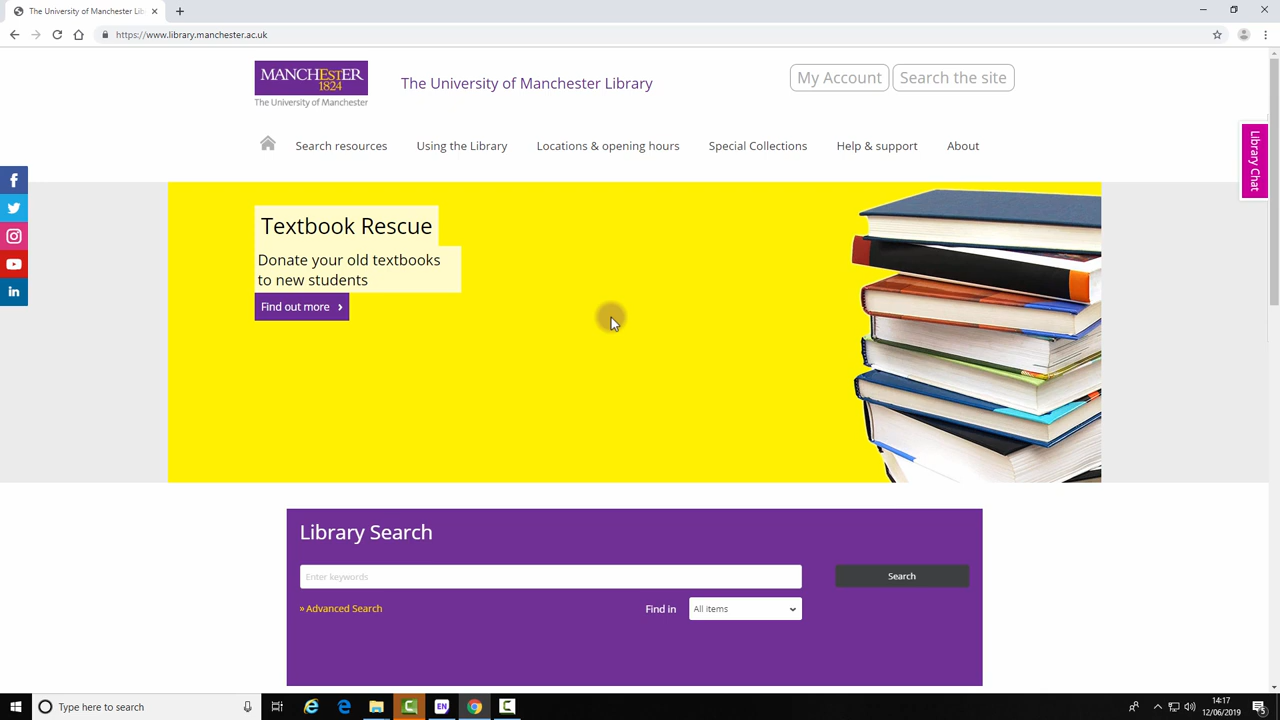 The University of Manchester Lib
https://www.library.manchester.ac.uk
MANCHESTER
1824
The University of Manchester
The University of Manchester Library
My Account
Search the site
Search resources
Using the Library
Locations & opening hours
Special Collections
Help & support
About
Library Chat
Textbook Rescue
Donate your old textbooks
to new students
Find out more
Library Search
Enter keywords
Search
» Advanced Search
Find in
All items
Type here to search
EN
14:17
12/06/2019
5